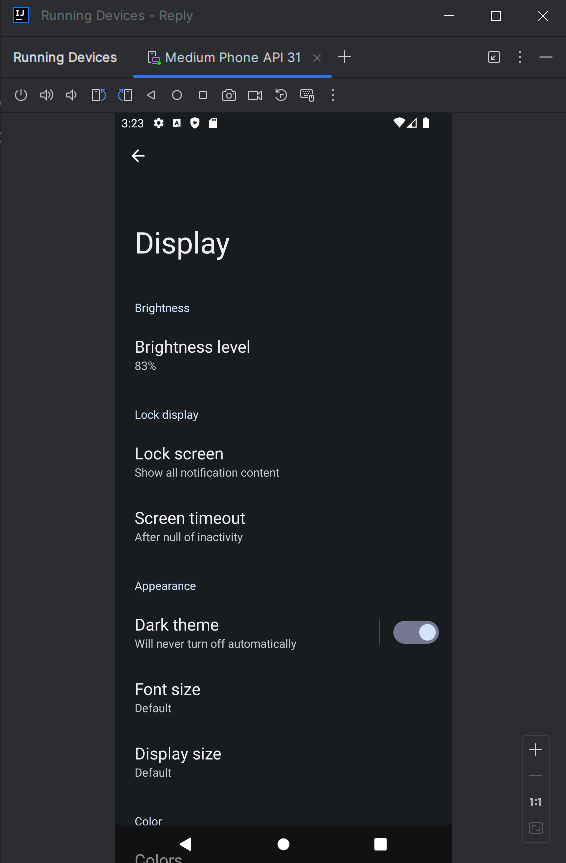 Running Devices - Reply
Running Devices
Medium Phone API 31
3:23
Display
Brightness
Brightness level
83%
Lock display
Lock screen
Show all notification content
Screen timeout
After null of inactivity
Appearance
Dark theme
Will never turn off automatically
Font size
Default
Display size
Default
Color
Colors
1:1